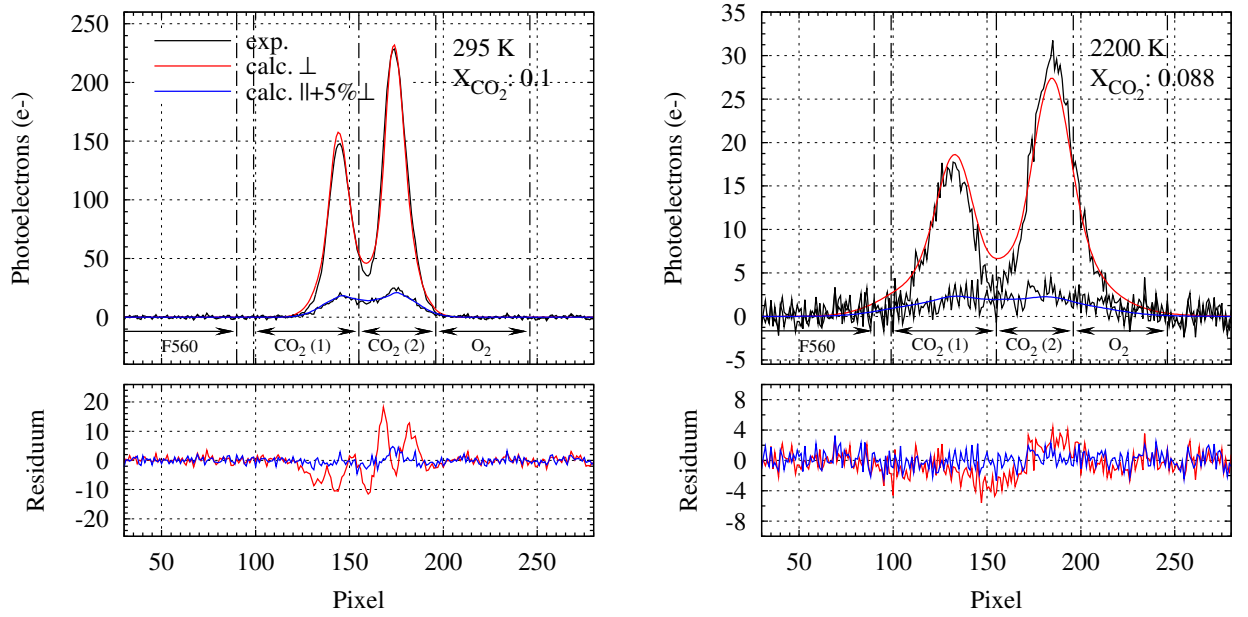 260
250
200
150
100
50
0
Photoelectrons (e-)
exp.
calc. ⊥
calc. ||+5%⊥
295 K
X_CO₂: 0.1
F560
CO₂ (1)
CO₂ (2)
O₂
20
10
0
-10
-20
Residuum
50
100
150
200
250
Pixel
35
30
25
20
15
10
5
0
-5
Photoelectrons (e-)
2200 K
X_CO₂: 0.088
F560
CO₂ (1)
CO₂ (2)
O₂
8
4
0
-4
-8
Residuum
50
100
150
200
250
Pixel